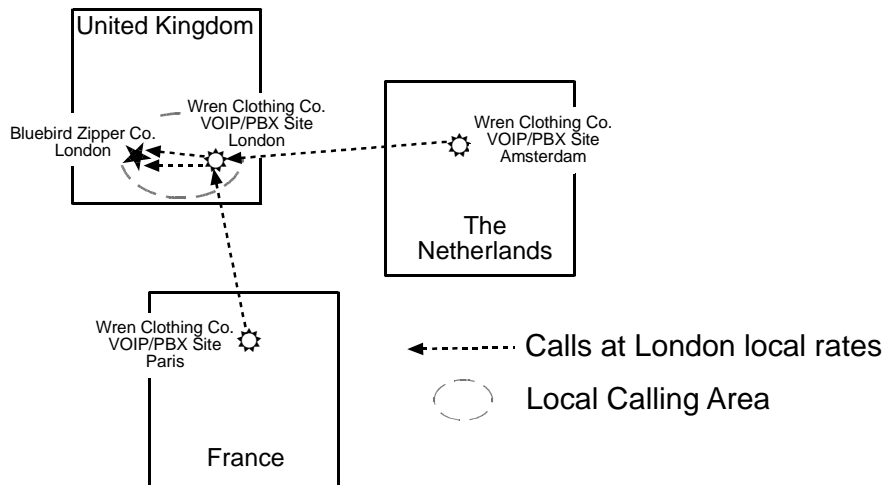 United Kingdom
Wren Clothing Co.
VOIP/PBX Site
London
Bluebird Zipper Co.
London
Wren Clothing Co.
VOIP/PBX Site
Amsterdam
The
Netherlands
Wren Clothing Co.
VOIP/PBX Site
Paris
France
Calls at London local rates
Local Calling Area